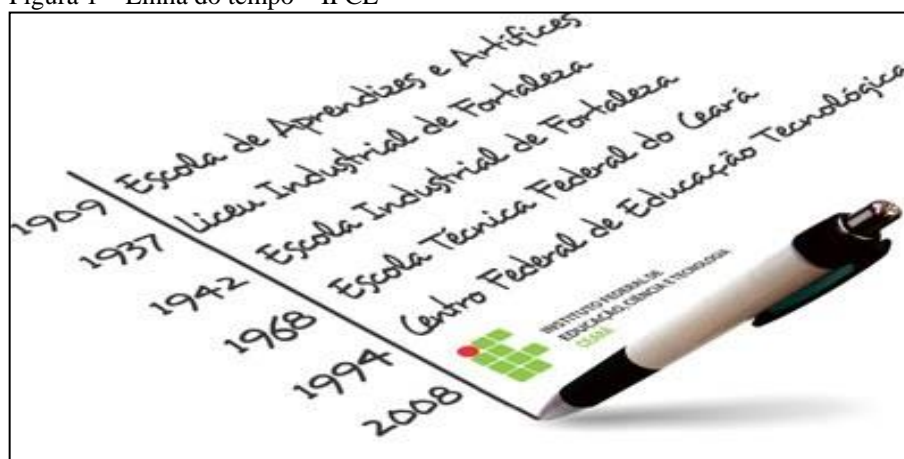 Figura 1 – Linha do tempo – IFCE
1909 Escola de Aprendizes e Artífices
1937 Liceu Industrial de Fortaleza
1942 Escola Industrial de Fortaleza
1968 Escola Técnica Federal do Ceará
1994 Centro Federal de Educação Tecnológica
2008 INSTITUTO FEDERAL DE
EDUCAÇÃO, CIÊNCIA E TECNOLOGIA
CEARÁ